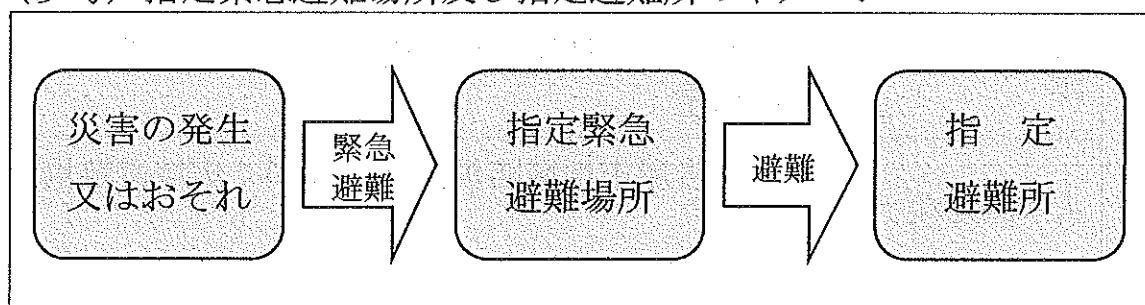 災害の発生
又はおそれ
緊急
避難
指定緊急
避難場所
避難
指 定
避難所